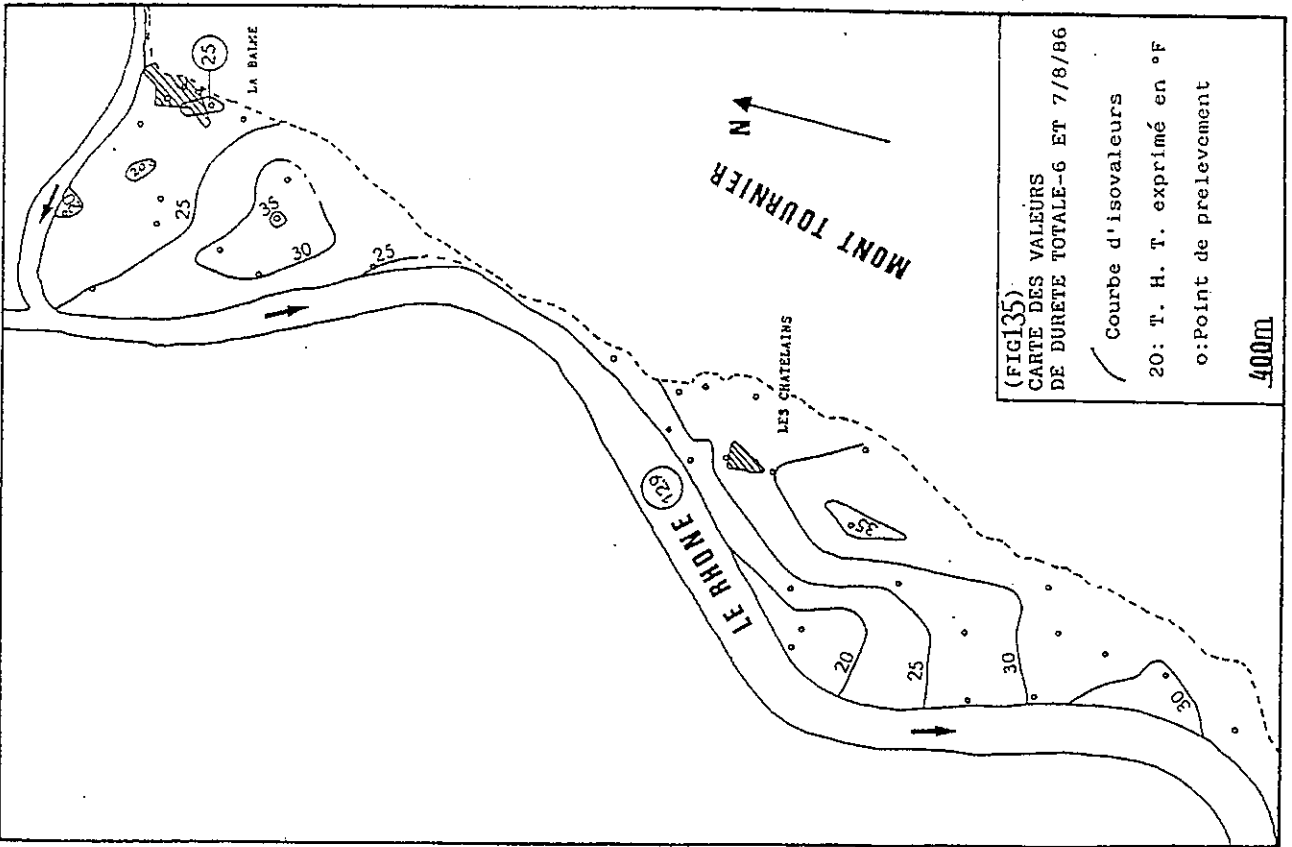 (FIG135)
CARTE DES VALEURS
DE DURETE TOTALE-6 ET 7/8/86
Courbe d'isovaleurs
20: T. H. T. exprimé en °F
o:Point de prelevement
400m
N
MONT TOURNIER
LA BALME
25
20
25
35
30
25
LES CHATELAINS
LE RHONE
129
35
20
25
30
30